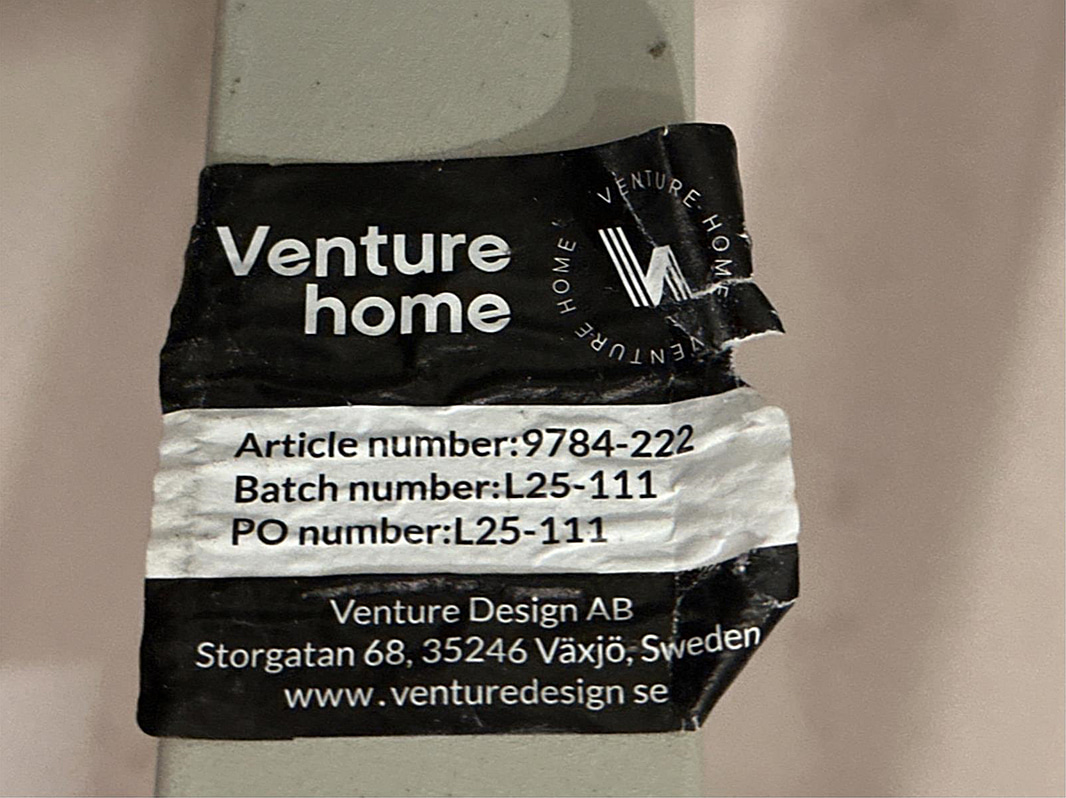 Venture
home
VENTURE HOME VENTURE HOME
Article number:9784-222
Batch number:L25-111
PO number:L25-111
Venture Design AB
Storgatan 68, 35246 Växjö, Sweden
www.venturedesign se